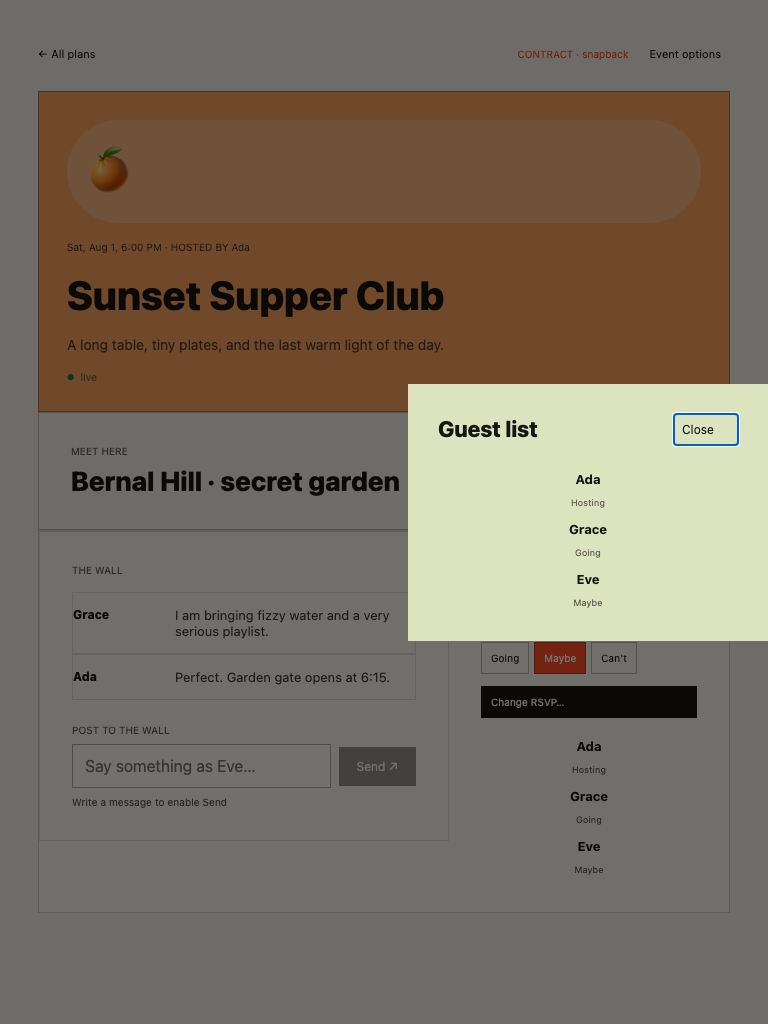 ← All plans
CONTRACT · snapback
Event options
Sat, Aug 1, 6:00 PM · HOSTED BY Ada
Sunset Supper Club
A long table, tiny plates, and the last warm light of the day.
live
MEET HERE
Bernal Hill · secret garden
Guest list
Close
Ada
Hosting
Grace
Going
Eve
Maybe
THE WALL
Grace
I am bringing fizzy water and a very
serious playlist.
Ada
Perfect. Garden gate opens at 6:15.
POST TO THE WALL
Say something as Eve...
Send ↗
Write a message to enable Send
Going
Maybe
Can't
Change RSVP...
Ada
Hosting
Grace
Going
Eve
Maybe